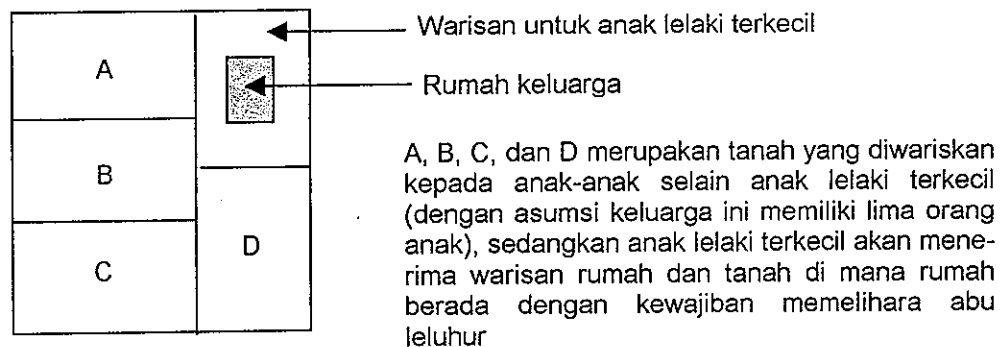 Warisan untuk anak lelaki terkecil
Rumah keluarga
A
B
C
D
A, B, C, dan D merupakan tanah yang diwariskan
kepada anak-anak selain anak lelaki terkecil
(dengan asumsi keluarga ini memiliki lima orang
anak), sedangkan anak lelaki terkecil akan mene-
rima warisan rumah dan tanah di mana rumah
berada dengan kewajiban memelihara abu
leluhur